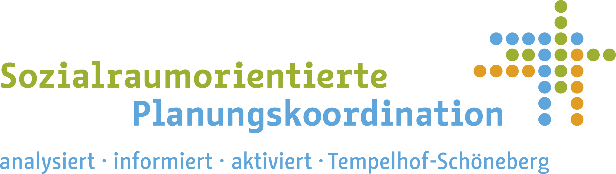 Sozialraumorientierte
Planungskoordination
analysiert · informiert · aktiviert · Tempelhof-Schöneberg